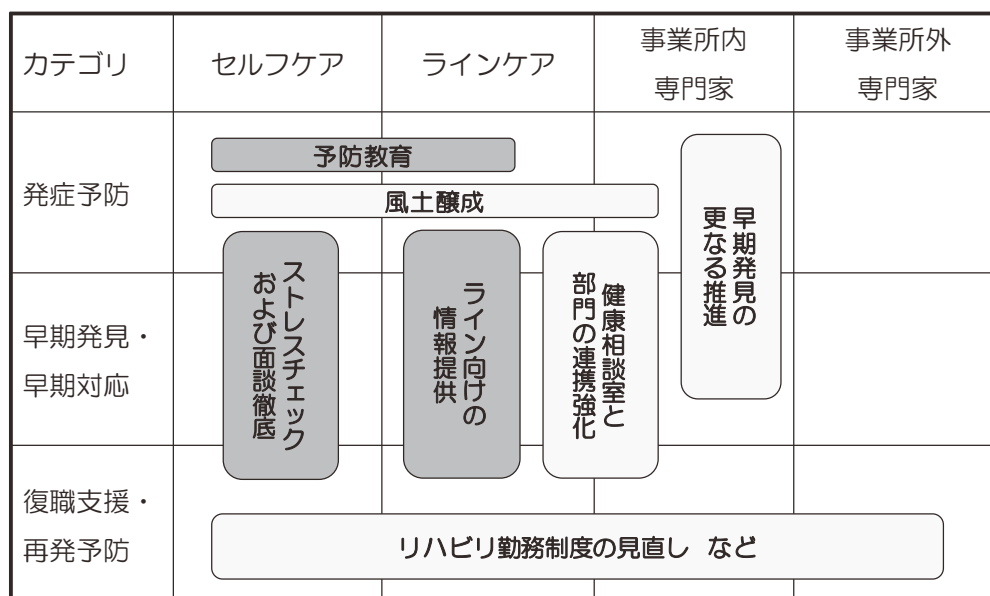 カテゴリ
セルフケア
ラインケア
事業所内
専門家
事業所外
専門家
発症予防
予防教育
風土醸成
早期発見の
更なる推進
早期発見・
早期対応
ストレスチェック
および面談徹底
ライン向けの
情報提供
健康相談室と
部門の連携強化
復職支援・
再発予防
リハビリ勤務制度の見直し など